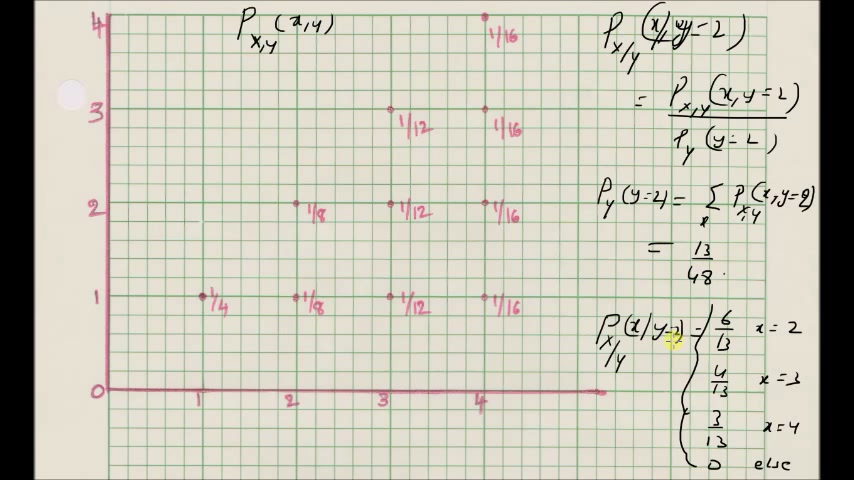 4 P_{X,Y}(x,y) 1/16
3 1/12 1/16
2 1/8 1/12 1/16
1 1/4 1/8 1/12 1/16
0
1 2 3 4
P_{X/Y}(x/y=2)
= P_{X,Y}(x,y=2)
P_Y(y=2)
P_Y(y=2) = Σ_x P_{X,Y}(x,y=2)
= 13/48.
P_{X/Y}(x/y=2) = { 6/13 x=2
4/13 x=3
3/13 x=4
0 else